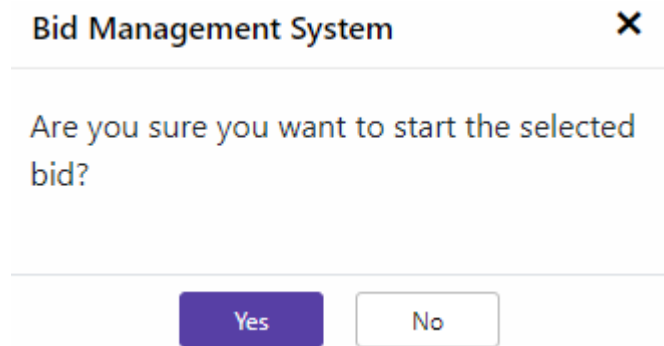 Bid Management System
Are you sure you want to start the selected
bid?
Yes
No